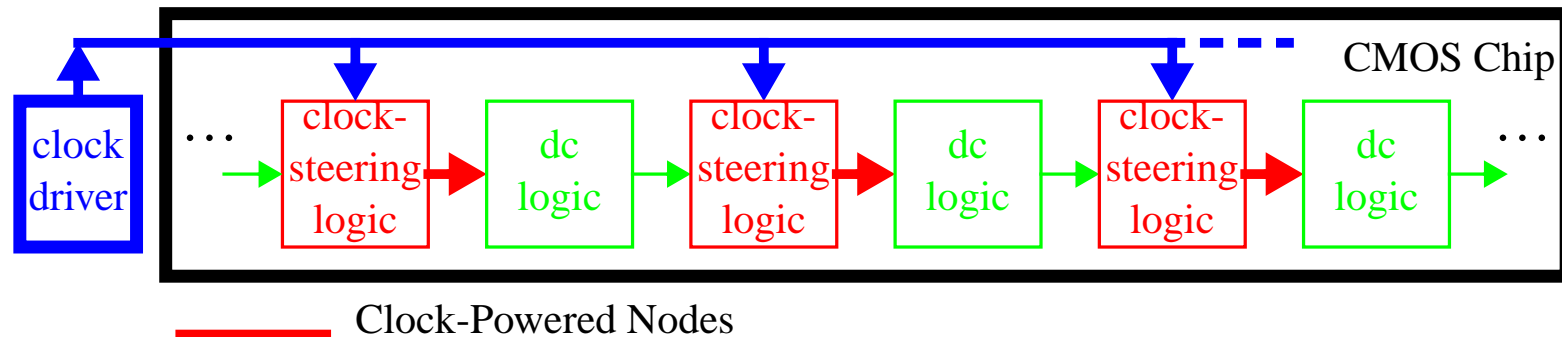 CMOS Chip
clock
driver
...
clock-
steering
logic
dc
logic
clock-
steering
logic
dc
logic
clock-
steering
logic
dc
logic
...
Clock-Powered Nodes